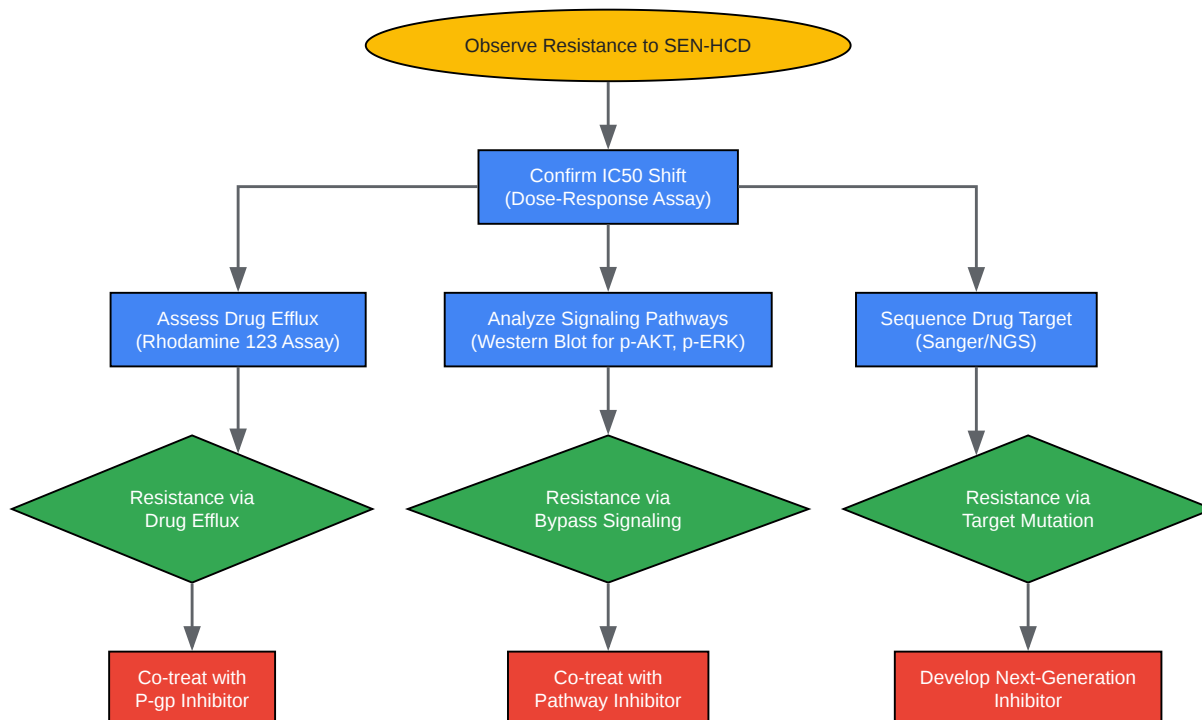 Observe Resistance to SEN-HCD
Confirm IC50 Shift
(Dose-Response Assay)
Assess Drug Efflux
(Rhodamine 123 Assay)
Analyze Signaling Pathways
(Western Blot for p-AKT, p-ERK)
Sequence Drug Target
(Sanger/NGS)
Resistance via
Drug Efflux
Resistance via
Bypass Signaling
Resistance via
Target Mutation
Co-treat with
P-gp Inhibitor
Co-treat with
Pathway Inhibitor
Develop Next-Generation
Inhibitor